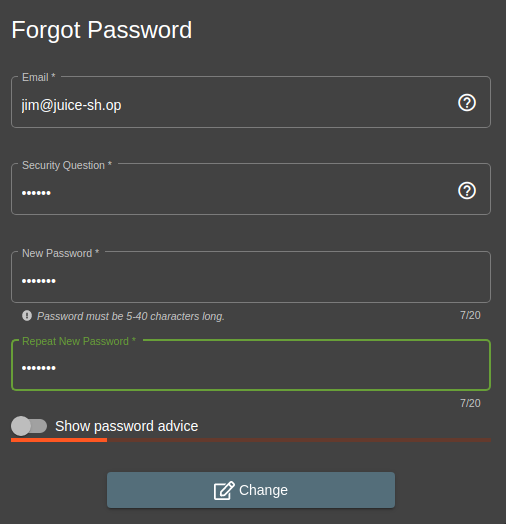 Forgot Password
Email *
jim@juice-sh.op
Security Question *
••••••
New Password *
•••••••
Password must be 5-40 characters long.
7/20
Repeat New Password *
•••••••
7/20
Show password advice
Change